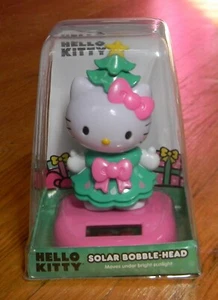 HELLO
KITTY
HELLO
KITTY
SOLAR BOBBLE-HEAD
Moves under bright sunlight